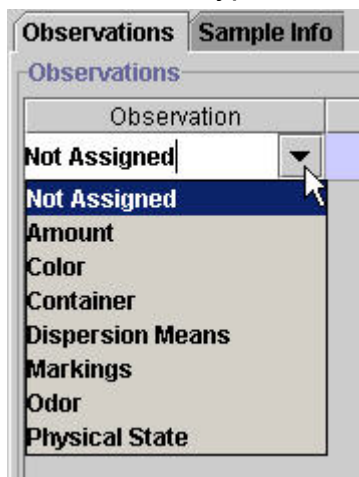 Observations Sample Info
Observations
Observation
Not Assigned
Not Assigned
Amount
Color
Container
Dispersion Means
Markings
Odor
Physical State